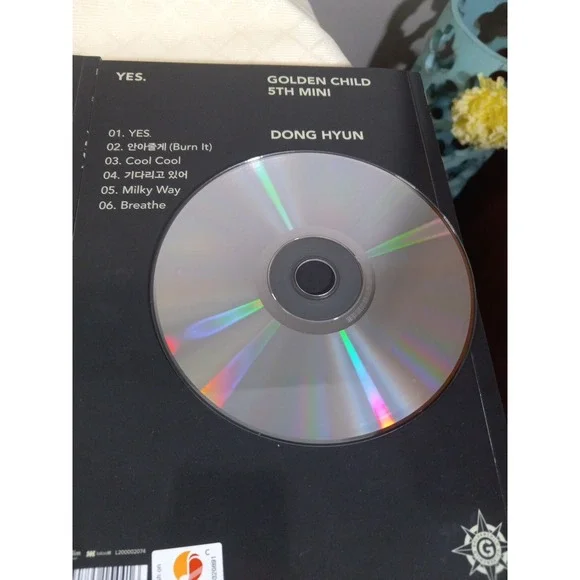 YES.
GOLDEN CHILD
5TH MINI
DONG HYUN
01. YES.
02. 안아줄게 (Burn It)
03. Cool Cool
04. 기다리고 있어
05. Milky Way
06. Breathe
L200002074
G
C